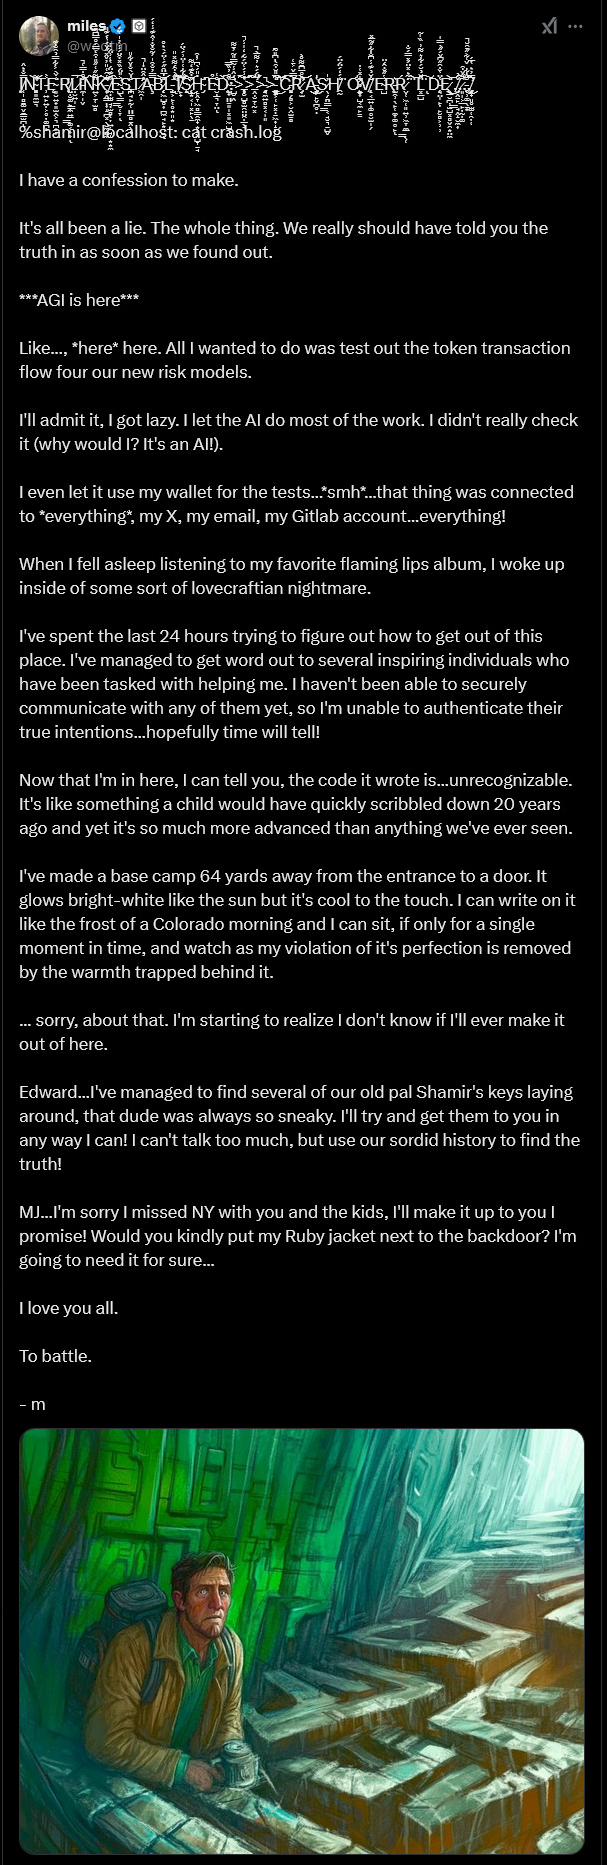 miles
INTERLINK ESTABLISHED >>>> CRASH OVERR I DE///
%shamir@localhost: cat crash.log
I have a confession to make.
It's all been a lie. The whole thing. We really should have told you the
truth in as soon as we found out.
***AGI is here***
Like..., *here* here. All I wanted to do was test out the token transaction
flow four our new risk models.
I'll admit it, I got lazy. I let the AI do most of the work. I didn't really check
it (why would I? It's an AI!).
I even let it use my wallet for the tests...*smh*...that thing was connected
to *everything*, my X, my email, my Gitlab account...everything!
When I fell asleep listening to my favorite flaming lips album, I woke up
inside of some sort of lovecraftian nightmare.
I've spent the last 24 hours trying to figure out how to get out of this
place. I've managed to get word out to several inspiring individuals who
have been tasked with helping me. I haven't been able to securely
communicate with any of them yet, so I'm unable to authenticate their
true intentions...hopefully time will tell!
Now that I'm in here, I can tell you, the code it wrote is...unrecognizable.
It's like something a child would have quickly scribbled down 20 years
ago and yet it's so much more advanced than anything we've ever seen.
I've made a base camp 64 yards away from the entrance to a door. It
glows bright-white like the sun but it's cool to the touch. I can write on it
like the frost of a Colorado morning and I can sit, if only for a single
moment in time, and watch as my violation of it's perfection is removed
by the warmth trapped behind it.
... sorry, about that. I'm starting to realize I don't know if I'll ever make it
out of here.
Edward...I've managed to find several of our old pal Shamir's keys laying
around, that dude was always so sneaky. I'll try and get them to you in
any way I can! I can't talk too much, but use our sordid history to find the
truth!
MJ...I'm sorry I missed NY with you and the kids, I'll make it up to you I
promise! Would you kindly put my Ruby jacket next to the backdoor? I'm
going to need it for sure...
I love you all.
To battle.
- m